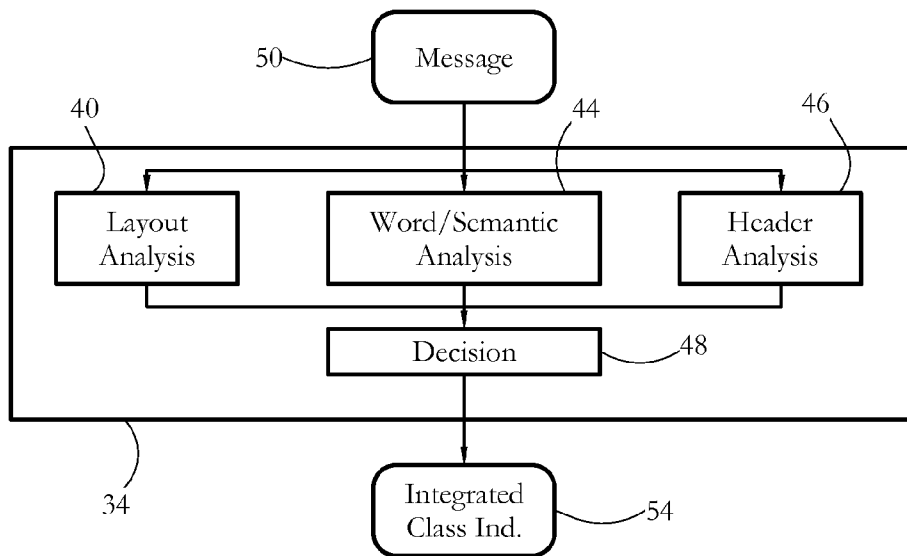 50
Message
40
44
46
Layout
Analysis
Word/Semantic
Analysis
Header
Analysis
Decision
48
34
Integrated
Class Ind.
54